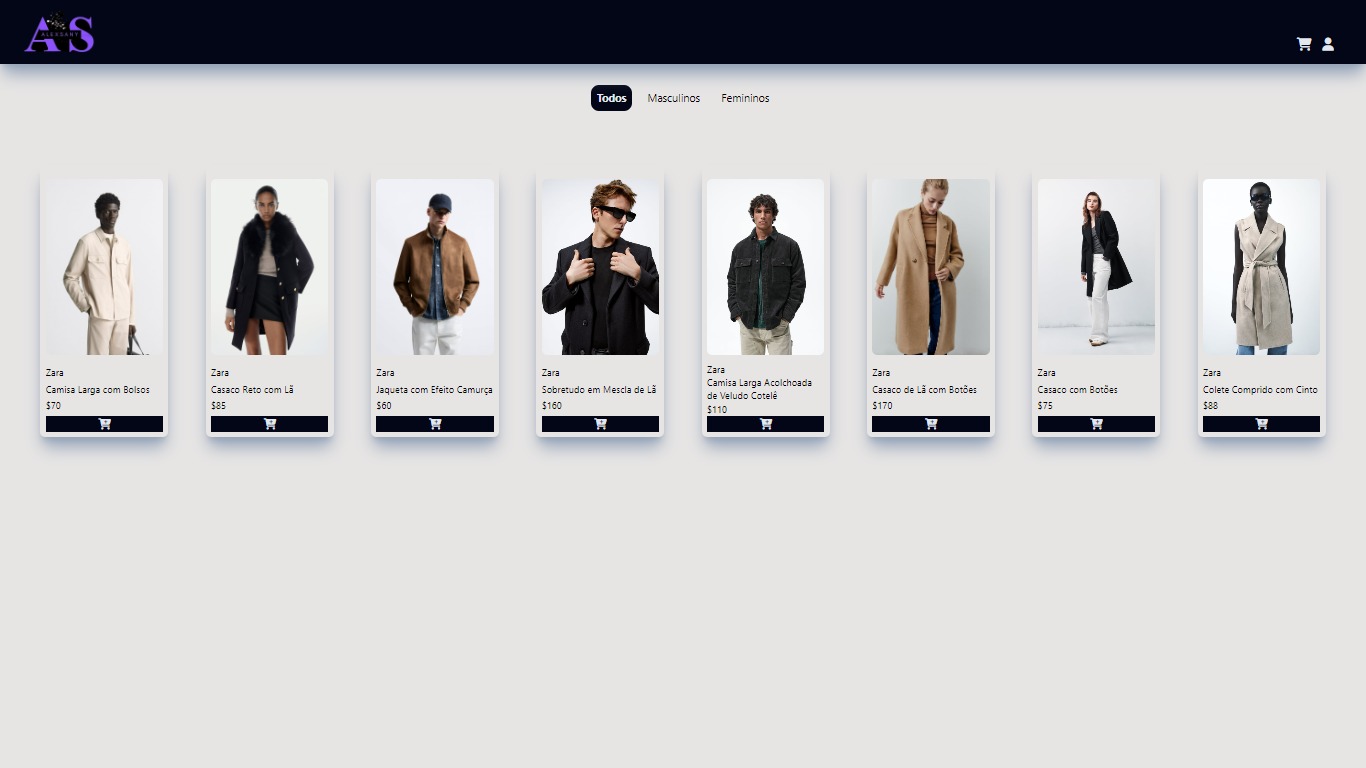 AS
ALEXSANY
Todos
Masculinos
Femininos
Zara
Camisa Larga com Bolsos
$70
Zara
Casaco Reto com Lã
$85
Zara
Jaqueta com Efeito Camurça
$60
Zara
Sobretudo em Mescla de Lã
$160
Zara
Camisa Larga Acolchoada
de Veludo Cotelê
$110
Zara
Casaco de Lã com Botões
$170
Zara
Casaco com Botões
$75
Zara
Colete Comprido com Cinto
$88